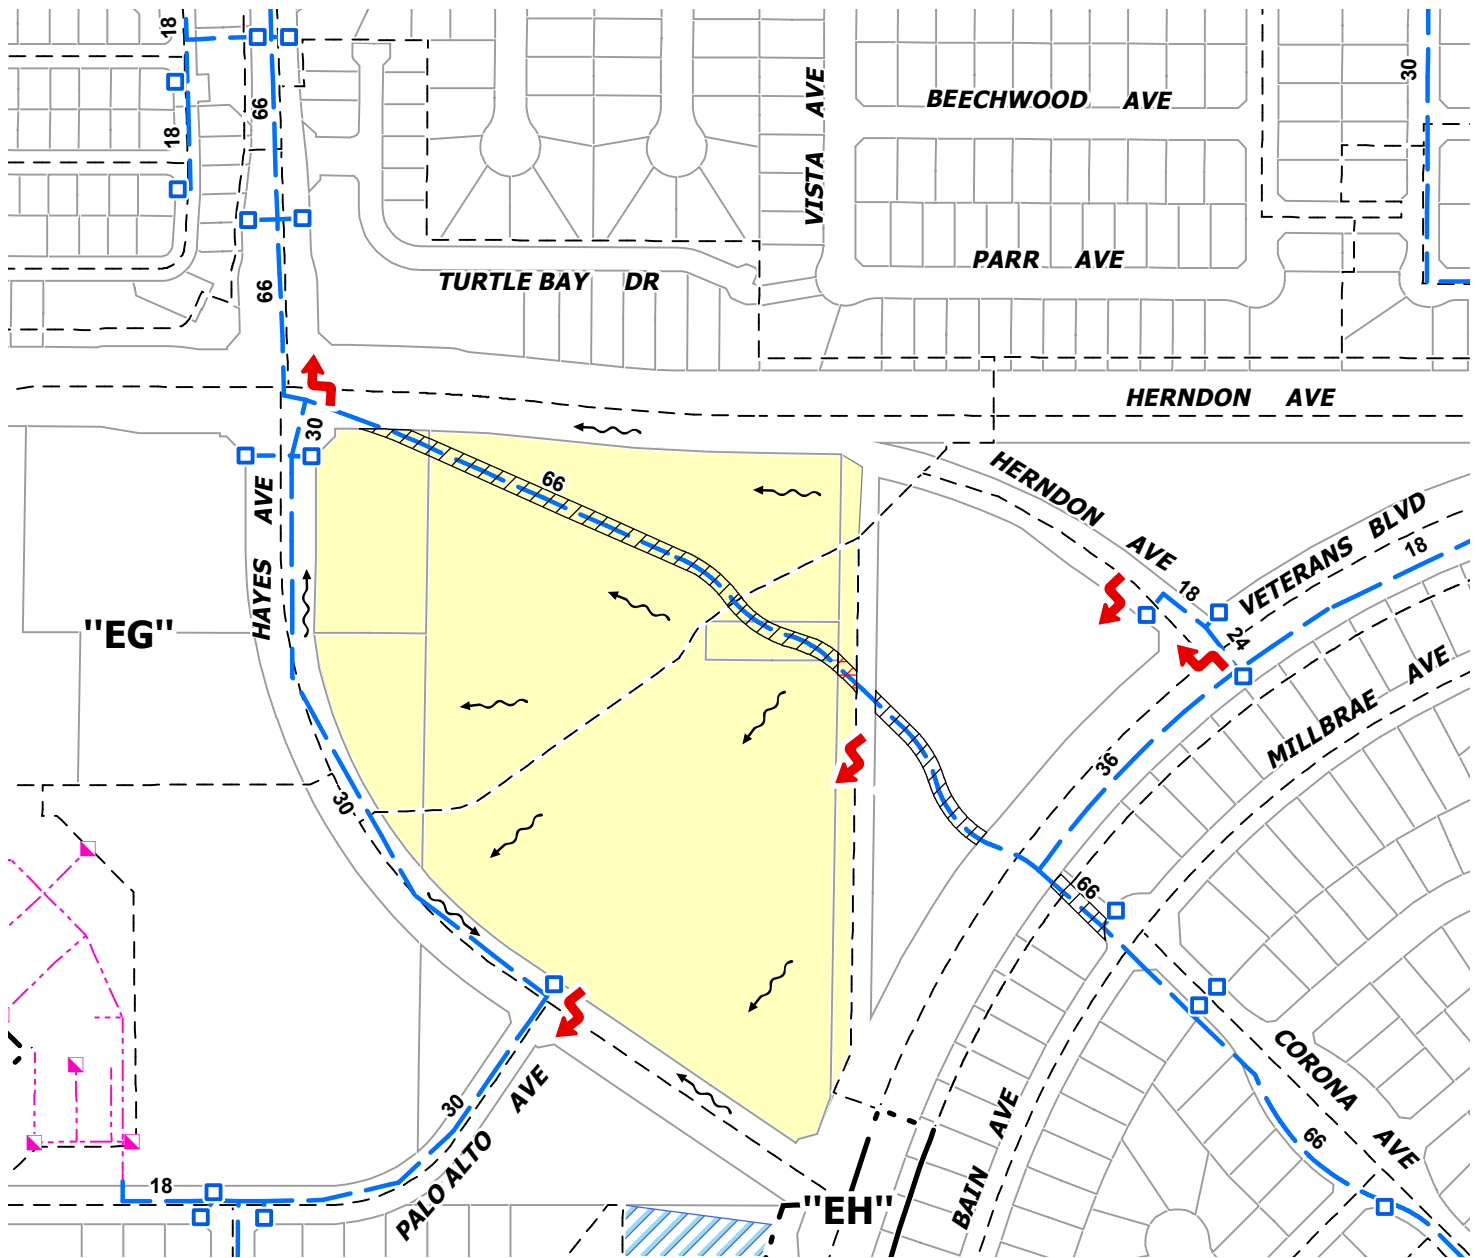 18
66
18
30
VISTA AVE
BEECHWOOD AVE
66
TURTLE BAY DR
PARR AVE
HERNDON AVE
30
66
HAYES AVE
HERNDON AVE
VETERANS BLVD
18
18
24
"EG"
MILLBRAE AVE
36
30
66
CORONA AVE
30
PALO ALTO AVE
BAIN AVE
66
18
"EH"